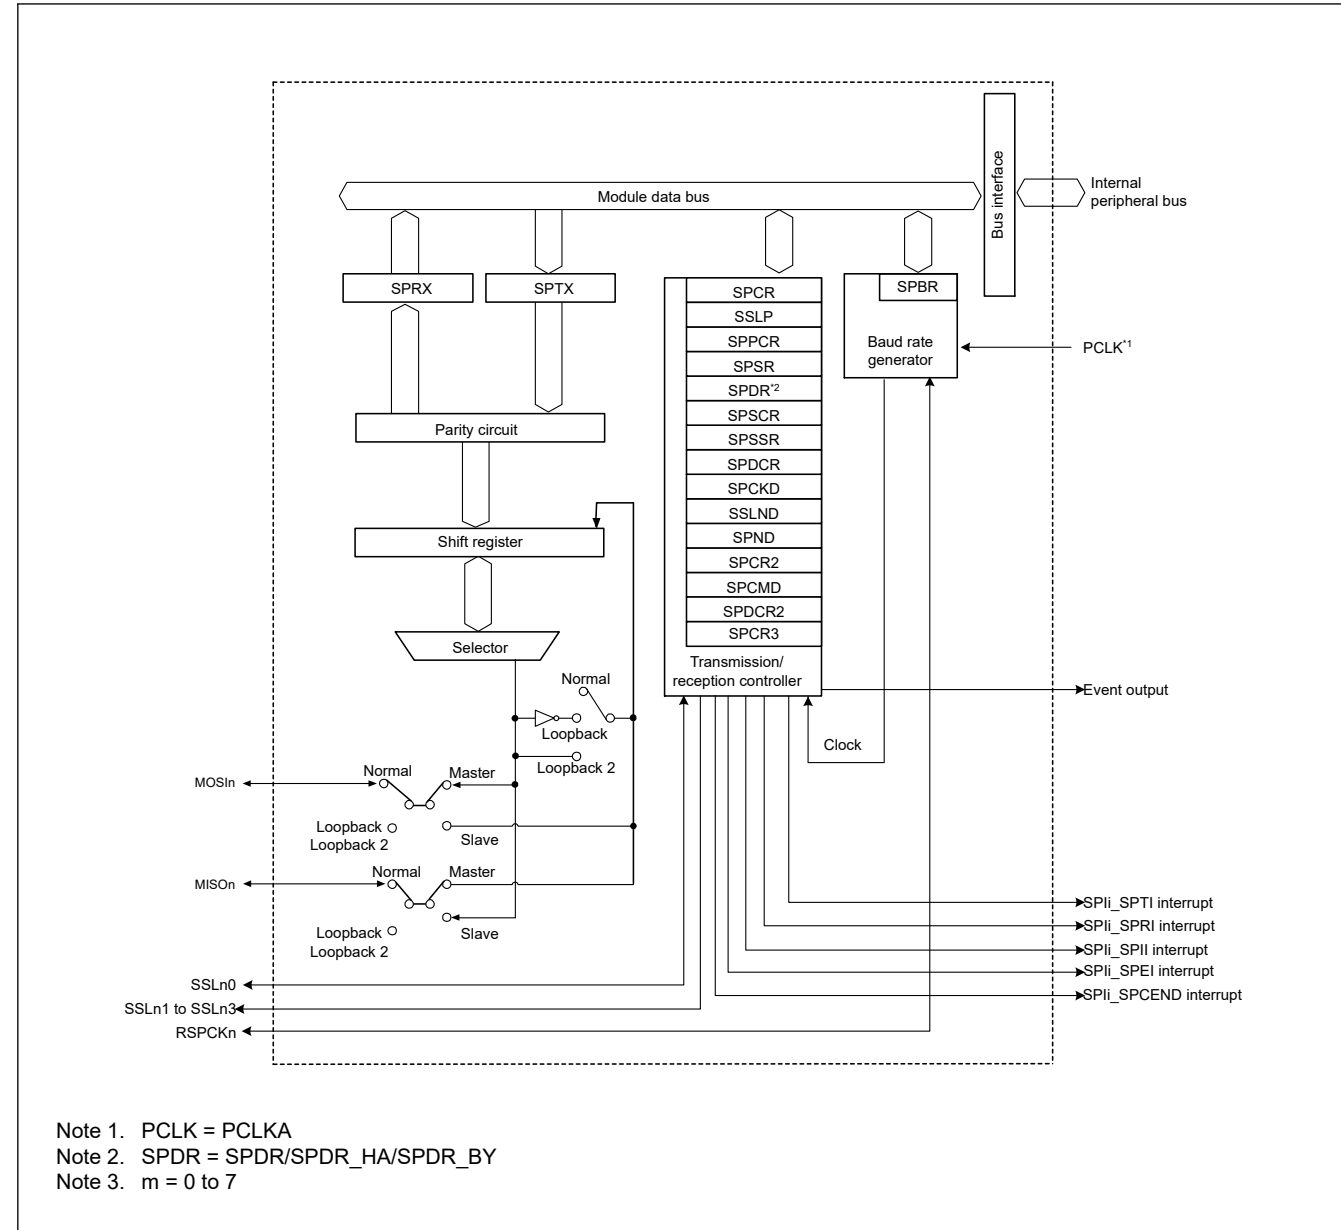 Module data bus
Bus interface
Internal
peripheral bus
SPRX
SPTX
SPCR
SSLP
SPPCR
SPSR
SPDR*2
SPSCR
SPSSR
SPDCR
SPCKD
SSLND
SPND
SPCR2
SPCMD
SPDCR2
SPCR3
Transmission/
reception controller
SPBR
Baud rate
generator
PCLK*1
Parity circuit
Shift register
Selector
Normal
Loopback
Loopback 2
Event output
Clock
MOSIn
Normal
Master
Loopback
Loopback 2
Slave
MISOn
Normal
Master
Loopback
Loopback 2
Slave
SPIi_SPTI interrupt
SPIi_SPRI interrupt
SPIi_SPII interrupt
SPIi_SPEI interrupt
SPIi_SPCEND interrupt
SSLn0
SSLn1 to SSLn3
RSPCKn
Note 1. PCLK = PCLKA
Note 2. SPDR = SPDR/SPDR_HA/SPDR_BY
Note 3. m = 0 to 7